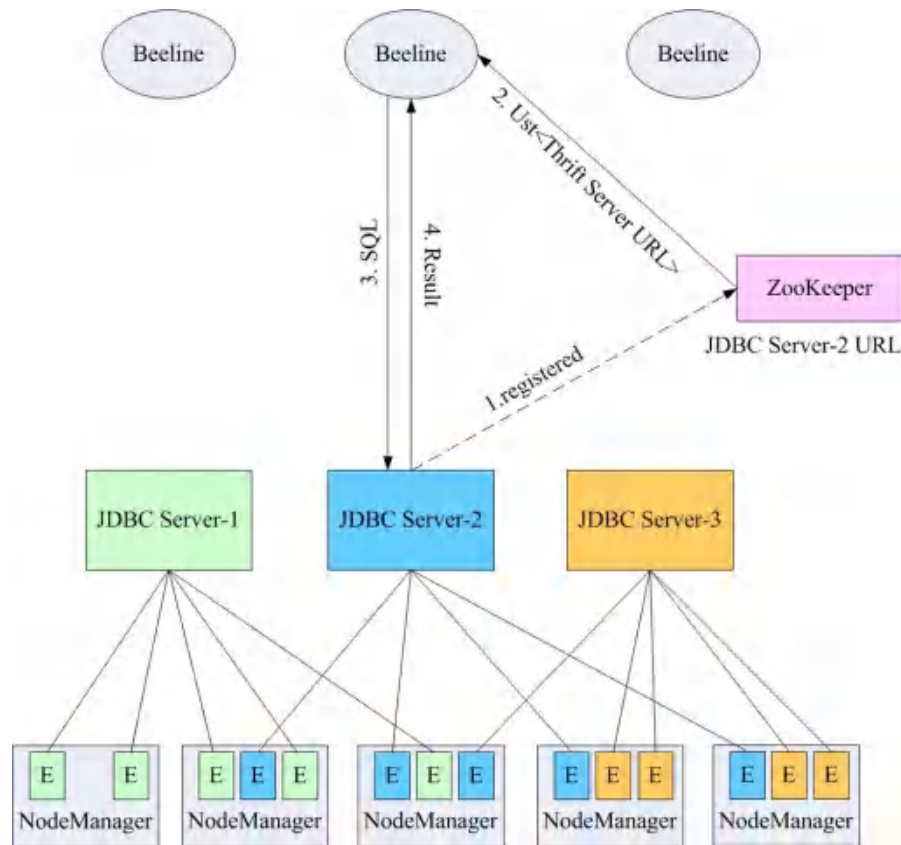 Beeline
Beeline
Beeline
2. Ust<Thrift Server URL>
3. SQL
4. Result
ZooKeeper
JDBC Server-2 URL
1.registered
JDBC Server-1
JDBC Server-2
JDBC Server-3
E E
E E E
E E E
E E E
E E E
NodeManager
NodeManager
NodeManager
NodeManager
NodeManager